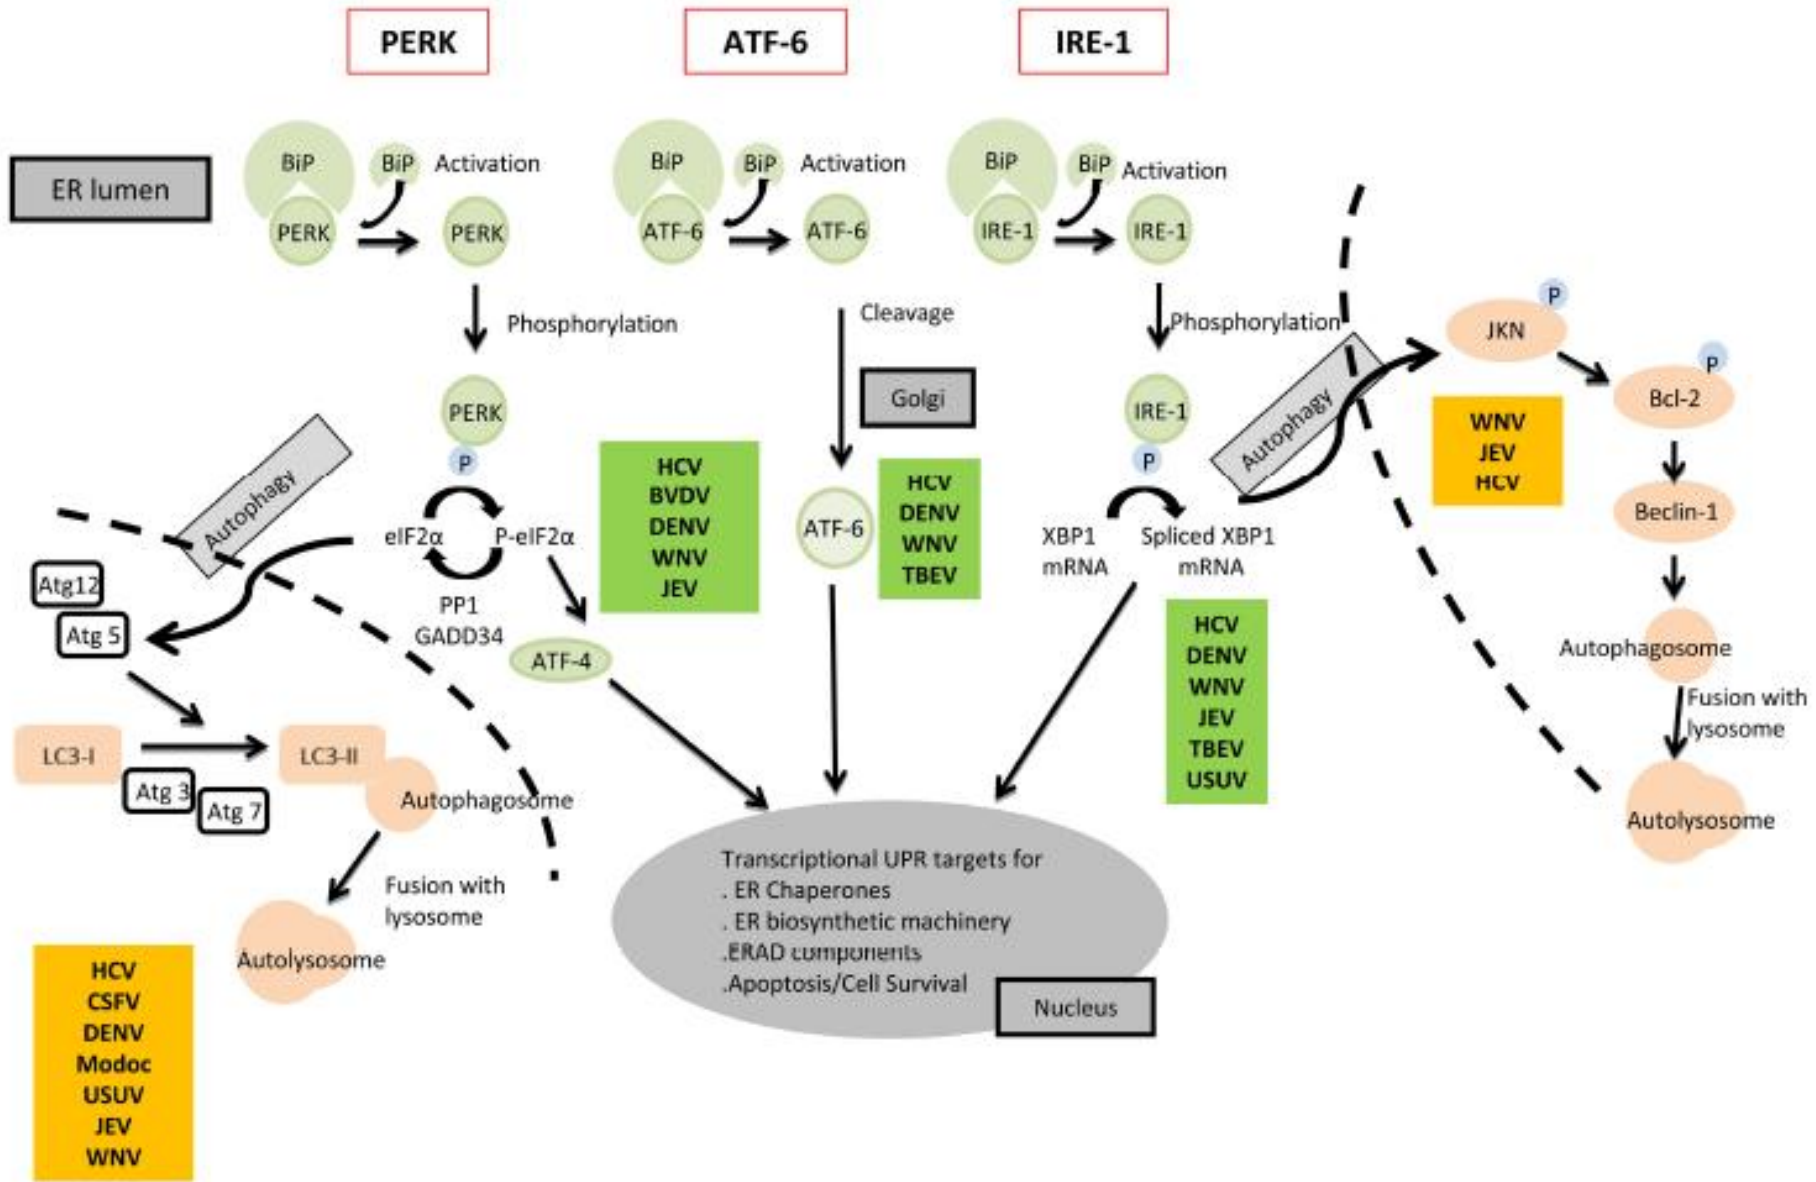 PERK
ATF-6
IRE-1
ER lumen
BiP
BiP
Activation
PERK
PERK
Phosphorylation
PERK
P
eIF2α
P-eIF2α
PP1
GADD34
ATF-4
HCV
BVDV
DENV
WNV
JEV
BiP
BiP
Activation
ATF-6
ATF-6
Cleavage
Golgi
ATF-6
HCV
DENV
WNV
TBEV
BiP
BiP
Activation
IRE-1
IRE-1
Phosphorylation
IRE-1
P
XBP1
mRNA
Spliced XBP1
mRNA
HCV
DENV
WNV
JEV
TBEV
USUV
Autophagy
Atg12
Atg 5
LC3-I
LC3-II
Atg 3
Atg 7
Autophagosome
Fusion with
lysosome
Autolysosome
HCV
CSFV
DENV
Modoc
USUV
JEV
WNV
Autophagy
P
JKN
P
Bcl-2
WNV
JEV
HCV
Beclin-1
Autophagosome
Fusion with
lysosome
Autolysosome
Transcriptional UPR targets for
. ER Chaperones
. ER biosynthetic machinery
.ERAD components
.Apoptosis/Cell Survival
Nucleus